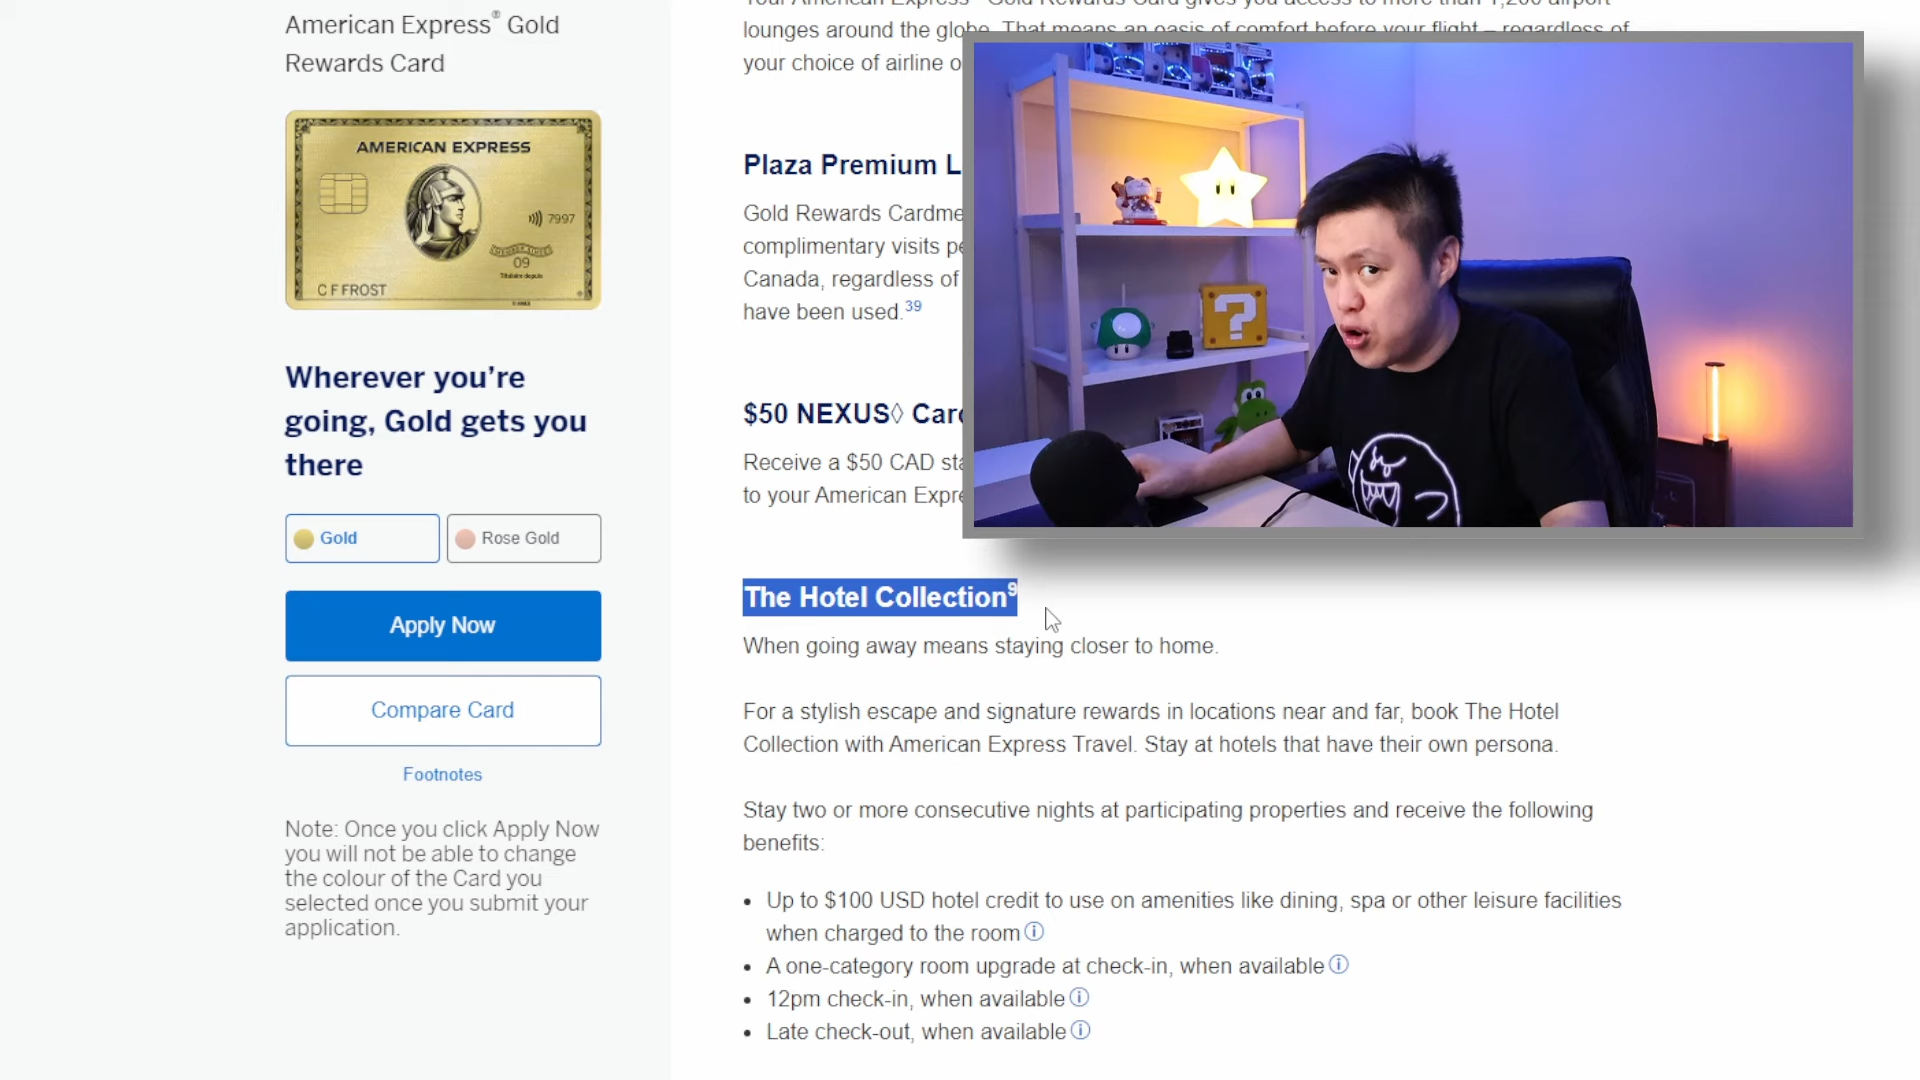 American Express® Gold
Rewards Card
AMERICAN EXPRESS
7997
09
C F FROST
Wherever you're
going, Gold gets you
there
Gold
Rose Gold
Apply Now
Compare Card
Footnotes
Note: Once you click Apply Now
you will not be able to change
the colour of the Card you
selected once you submit your
application.
lounges around the globe. That means an oasis of comfort before your flight – regardless of
your choice of airline o
Plaza Premium L
Gold Rewards Cardme
complimentary visits pe
Canada, regardless of
have been used.39
$50 NEXUS◊ Card
Receive a $50 CAD sta
to your American Expre
The Hotel Collection9
When going away means staying closer to home.
For a stylish escape and signature rewards in locations near and far, book The Hotel
Collection with American Express Travel. Stay at hotels that have their own persona.
Stay two or more consecutive nights at participating properties and receive the following
benefits:
• Up to $100 USD hotel credit to use on amenities like dining, spa or other leisure facilities
when charged to the room
• A one-category room upgrade at check-in, when available
• 12pm check-in, when available
• Late check-out, when available